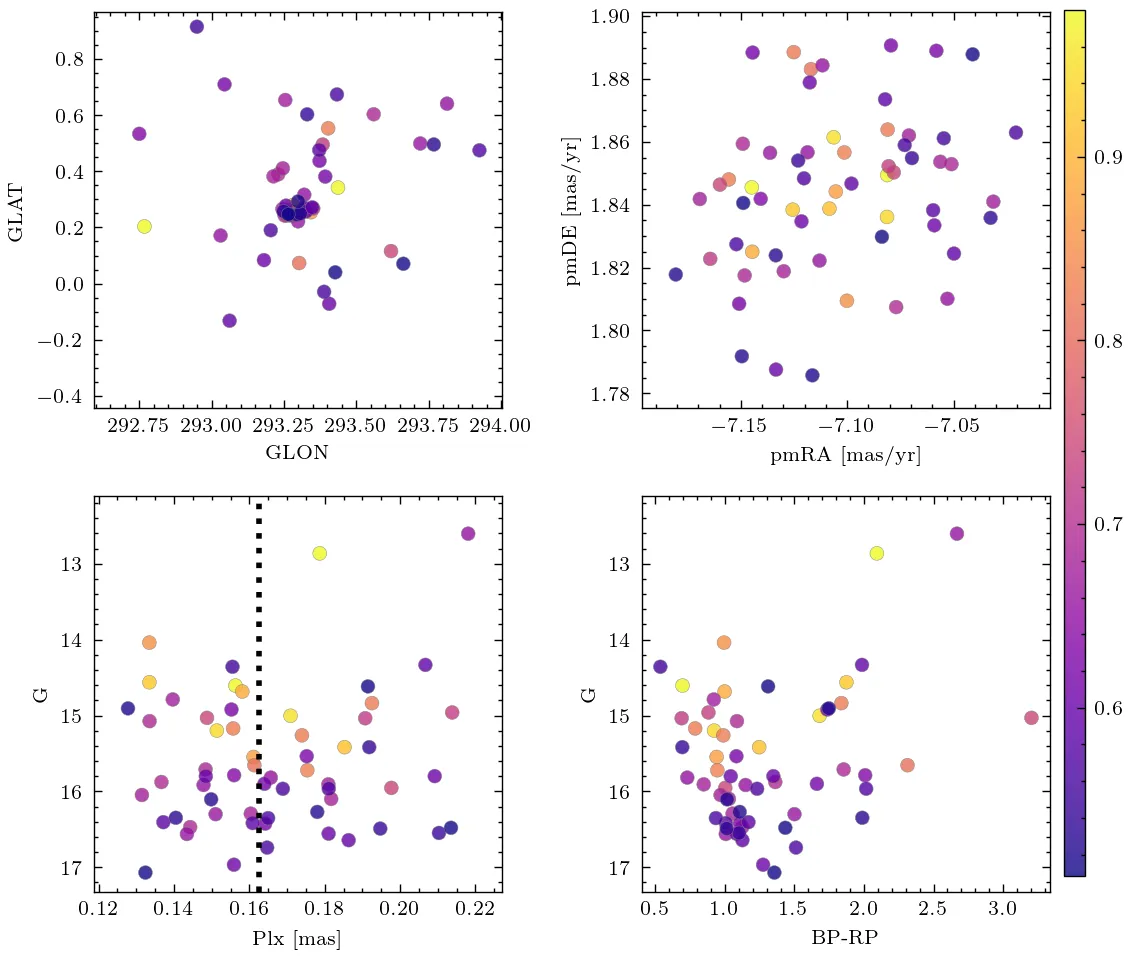 0.8
0.6
0.4
0.2
0.0
−0.2
−0.4
GLAT
292.75 293.00 293.25 293.50 293.75 294.00
GLON
1.90
1.88
1.86
1.84
1.82
1.80
1.78
pmDE [mas/yr]
−7.15 −7.10 −7.05
pmRA [mas/yr]
0.9
0.8
0.7
0.6
13
14
15
16
17
G
0.12 0.14 0.16 0.18 0.20 0.22
Plx [mas]
13
14
15
16
17
G
0.5 1.0 1.5 2.0 2.5 3.0
BP-RP